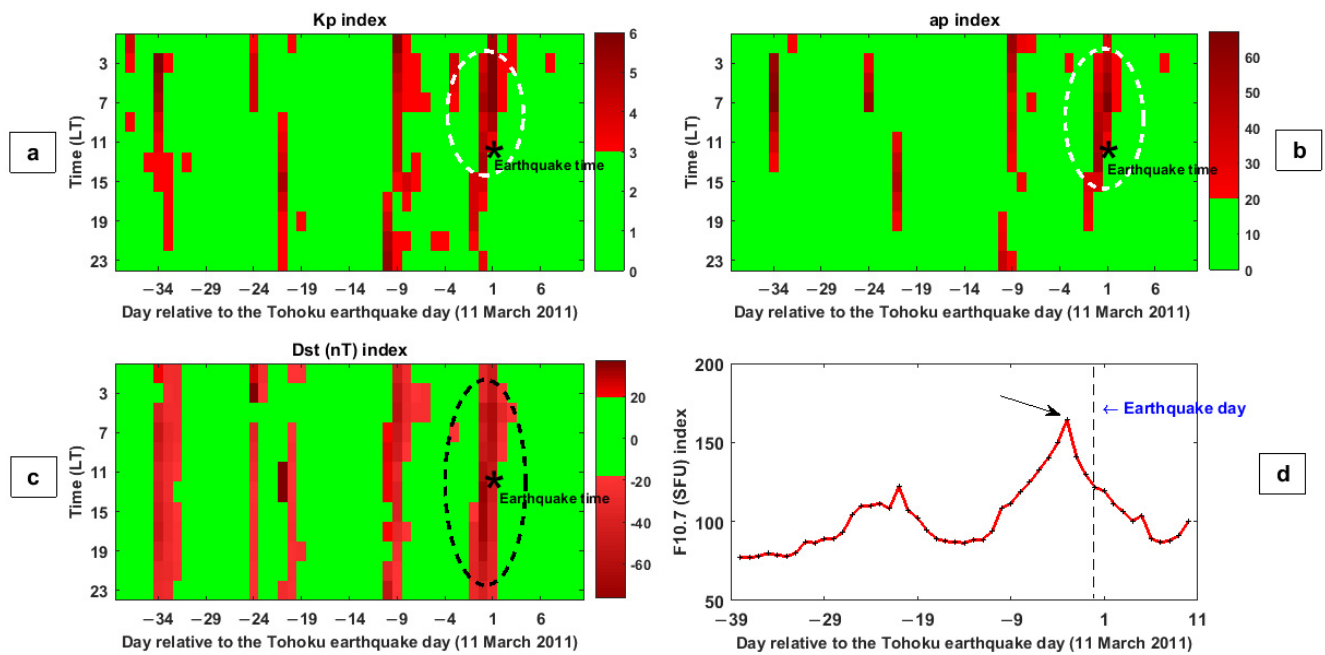 Kp index
a
Time (LT)
3
7
11
15
19
23
−34 −29 −24 −19 −14 −9 −4 1 6
Day relative to the Tohoku earthquake day (11 March 2011)
Earthquake time
6
5
4
3
2
1
0
ap index
b
Time (LT)
3
7
11
15
19
23
−34 −29 −24 −19 −14 −9 −4 1 6
Day relative to the Tohoku earthquake day (11 March 2011)
Earthquake time
60
50
40
30
20
10
0
Dst (nT) index
c
Time (LT)
3
7
11
15
19
23
−34 −29 −24 −19 −14 −9 −4 1 6
Day relative to the Tohoku earthquake day (11 March 2011)
Earthquake time
20
0
-20
-40
-60
d
F10.7 (SFU) index
200
150
100
50
−39 −29 −19 −9 1 11
Day relative to the Tohoku earthquake day (11 March 2011)
← Earthquake day